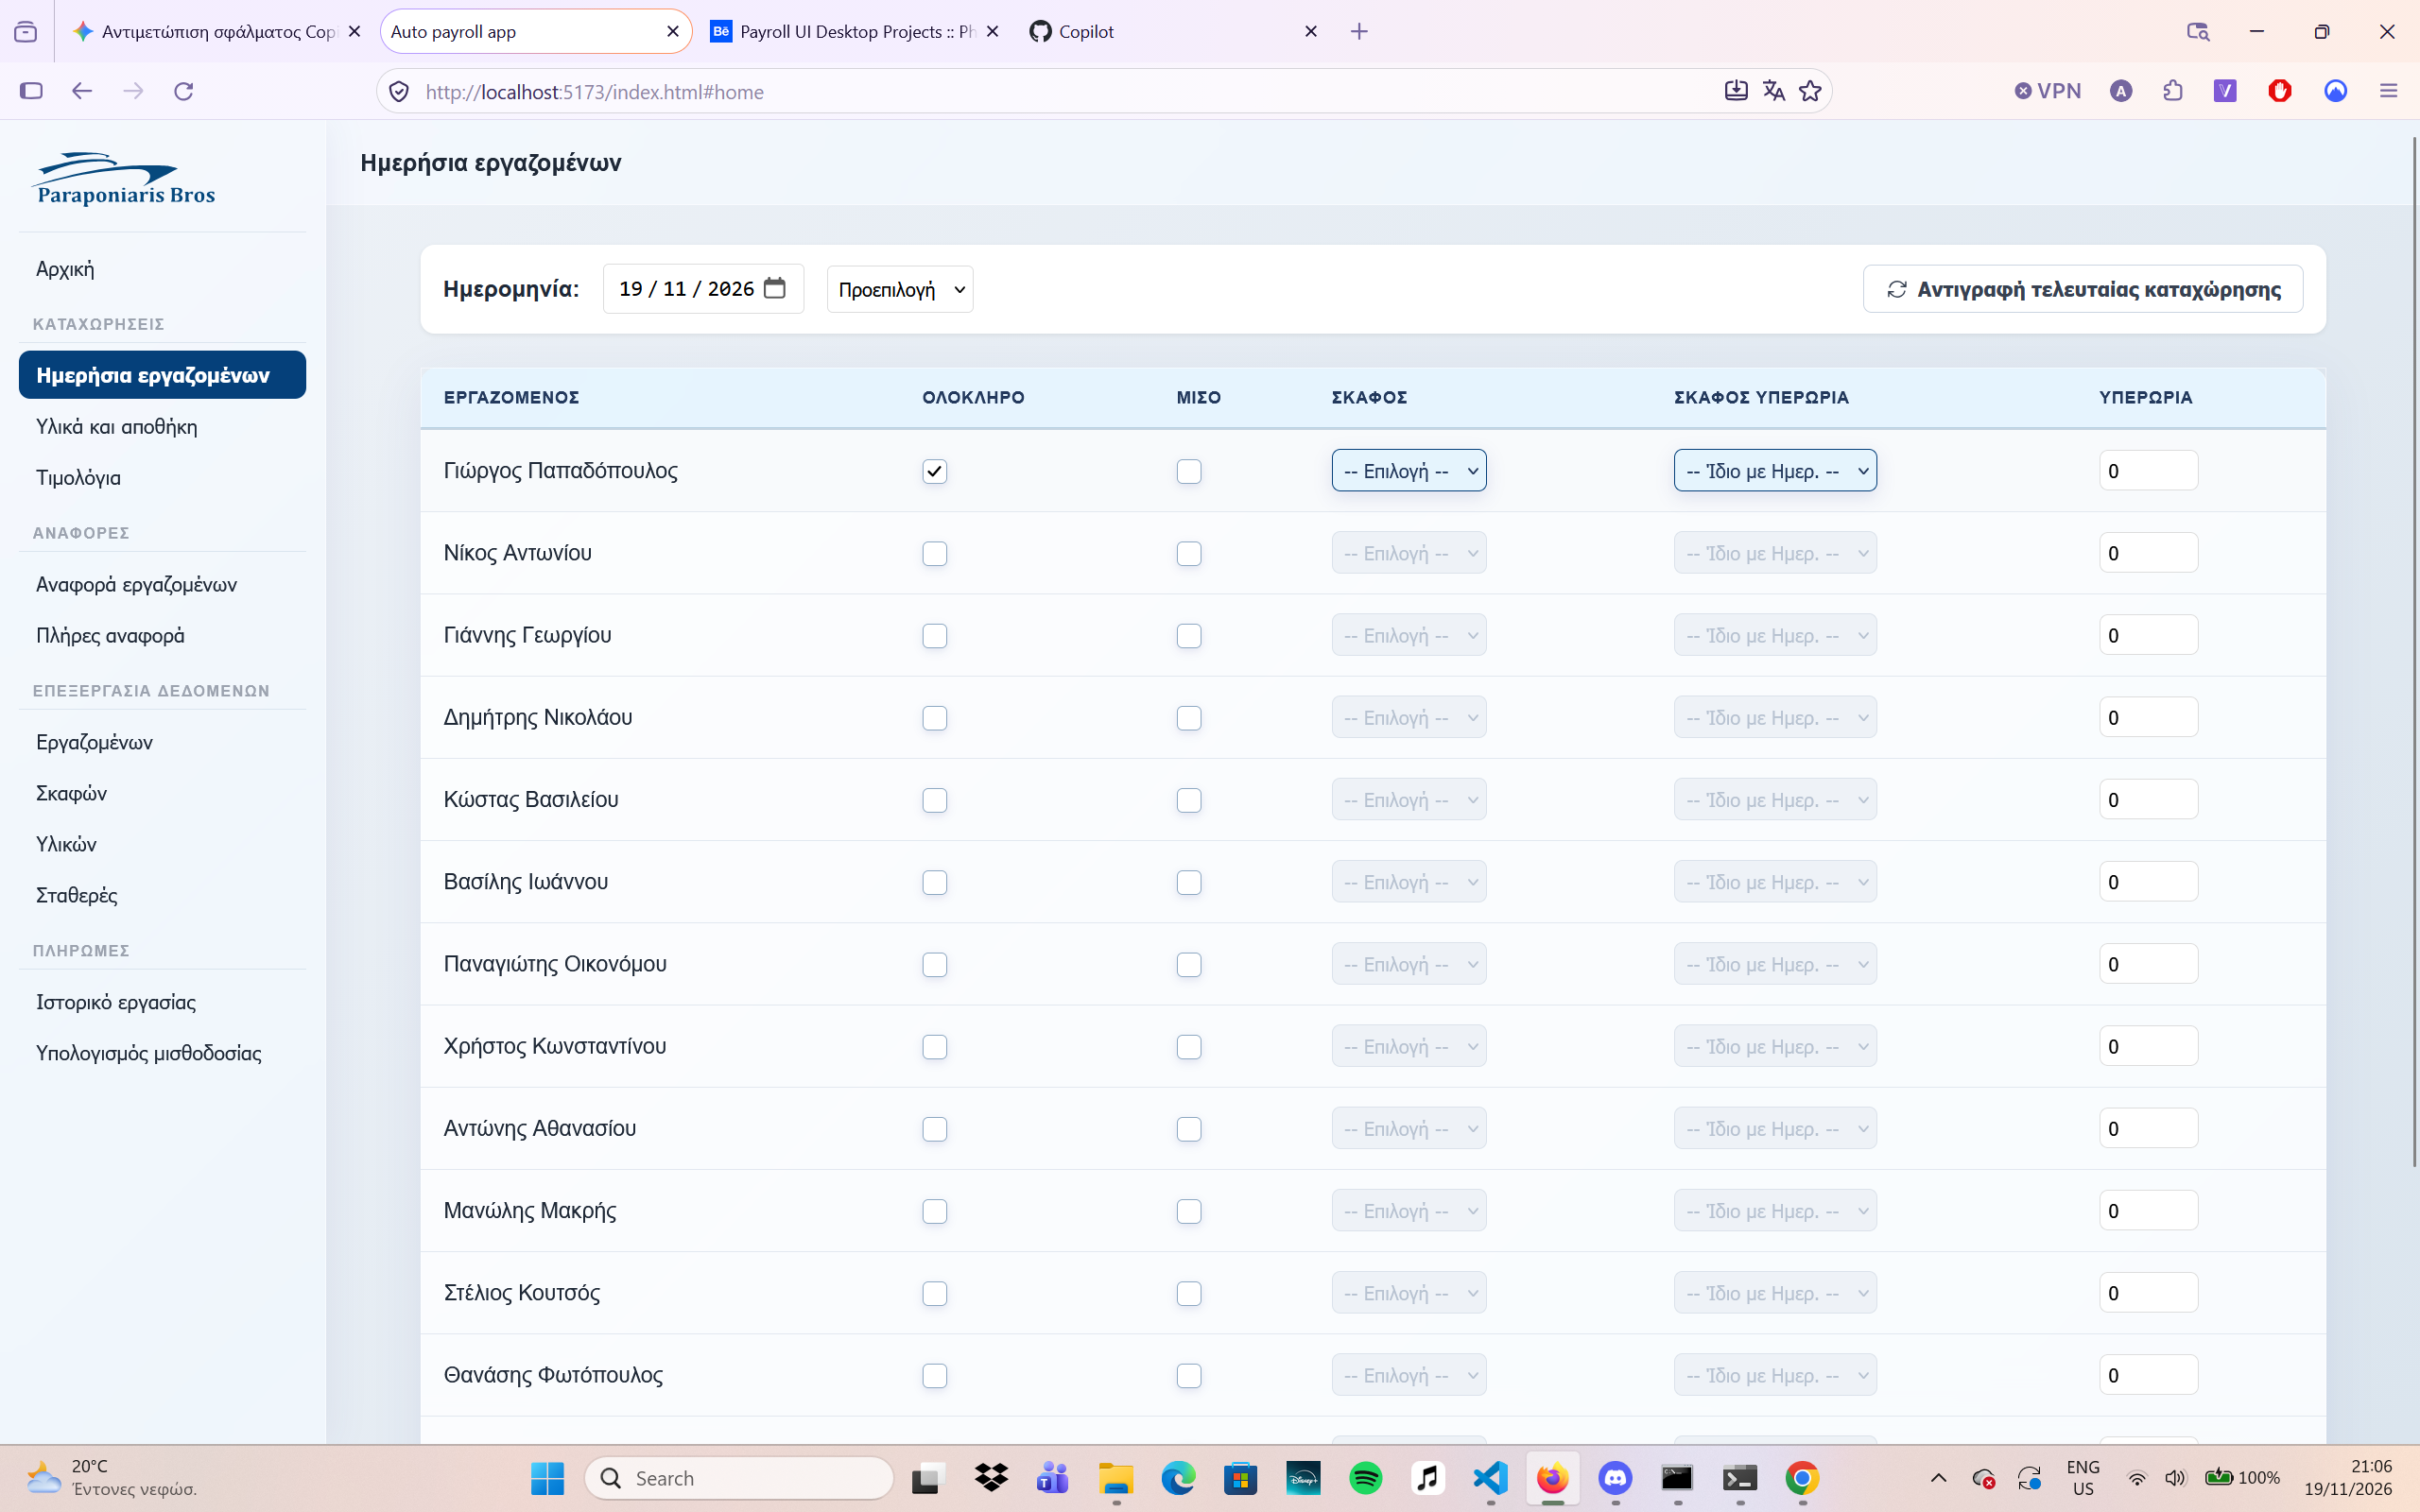 Αντιμετώπιση σφάλματος Copi
Auto payroll app
Payroll UI Desktop Projects :: Ph
Copilot
http://localhost:5173/index.html#home
VPN
A
Paraponiaris Bros
Αρχική
ΚΑΤΑΧΩΡΗΣΕΙΣ
Ημερήσια εργαζομένων
Υλικά και αποθήκη
Τιμολόγια
ΑΝΑΦΟΡΕΣ
Αναφορά εργαζομένων
Πλήρες αναφορά
ΕΠΕΞΕΡΓΑΣΙΑ ΔΕΔΟΜΕΝΩΝ
Εργαζομένων
Σκαφών
Υλικών
Σταθερές
ΠΛΗΡΩΜΕΣ
Ιστορικό εργασίας
Υπολογισμός μισθοδοσίας
Ημερήσια εργαζομένων
Ημερομηνία: 19 / 11 / 2026 Προεπιλογή Αντιγραφή τελευταίας καταχώρησης
ΕΡΓΑΖΟΜΕΝΟΣ ΟΛΟΚΛΗΡΟ ΜΙΣΟ ΣΚΑΦΟΣ ΣΚΑΦΟΣ ΥΠΕΡΩΡΙΑ ΥΠΕΡΩΡΙΑ
Γιώργος Παπαδόπουλος -- Επιλογή -- -- Ίδιο με Ημερ. -- 0
Νίκος Αντωνίου -- Επιλογή -- -- Ίδιο με Ημερ. -- 0
Γιάννης Γεωργίου -- Επιλογή -- -- Ίδιο με Ημερ. -- 0
Δημήτρης Νικολάου -- Επιλογή -- -- Ίδιο με Ημερ. -- 0
Κώστας Βασιλείου -- Επιλογή -- -- Ίδιο με Ημερ. -- 0
Βασίλης Ιωάννου -- Επιλογή -- -- Ίδιο με Ημερ. -- 0
Παναγιώτης Οικονόμου -- Επιλογή -- -- Ίδιο με Ημερ. -- 0
Χρήστος Κωνσταντίνου -- Επιλογή -- -- Ίδιο με Ημερ. -- 0
Αντώνης Αθανασίου -- Επιλογή -- -- Ίδιο με Ημερ. -- 0
Μανώλης Μακρής -- Επιλογή -- -- Ίδιο με Ημερ. -- 0
Στέλιος Κουτσός -- Επιλογή -- -- Ίδιο με Ημερ. -- 0
Θανάσης Φωτόπουλος -- Επιλογή -- -- Ίδιο με Ημερ. -- 0
20°C
Έντονες νεφώσ.
Search
ENG
US
100%
21:06
19/11/2026